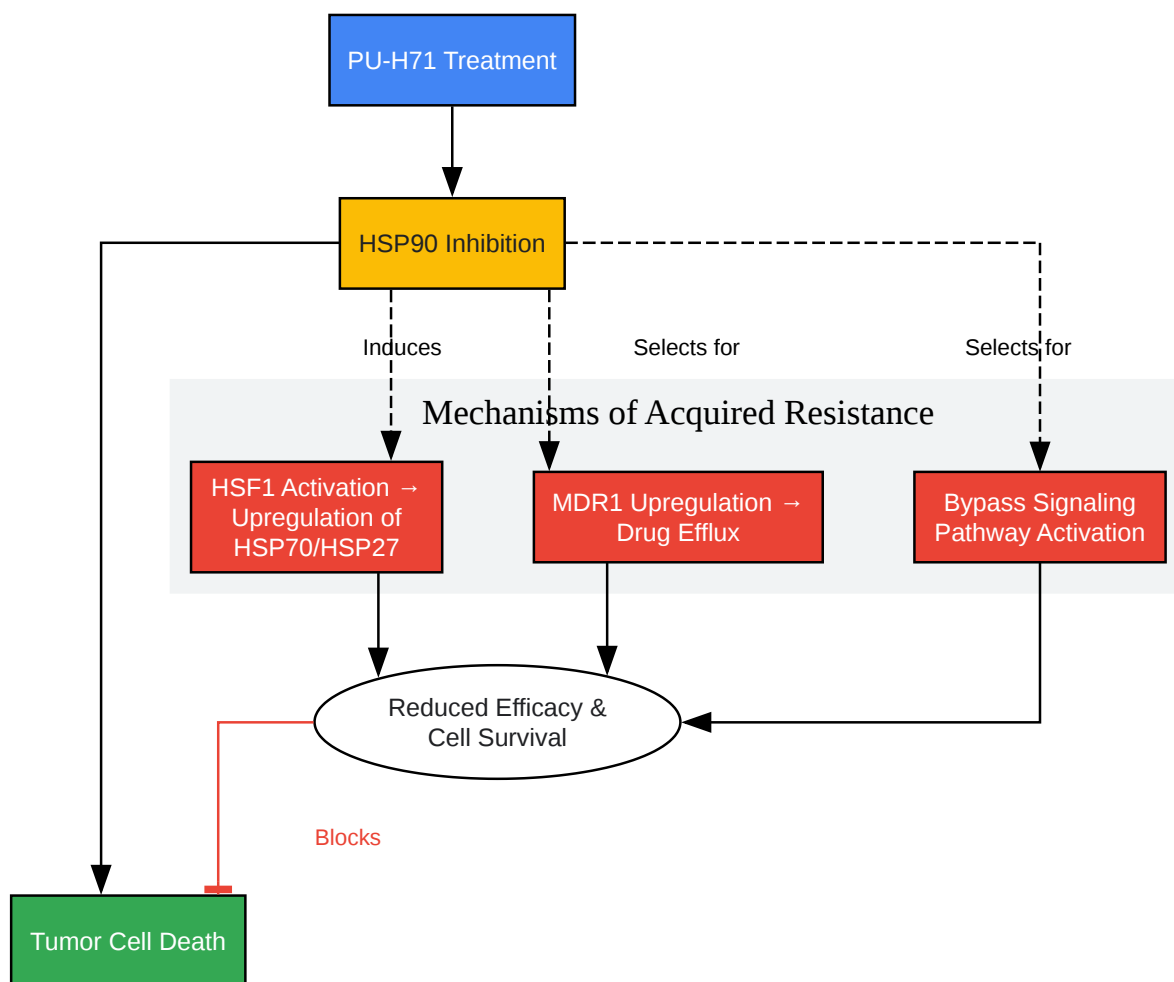 PU-H71 Treatment
HSP90 Inhibition
Induces
Selects for
Selects for
Mechanisms of Acquired Resistance
HSF1 Activation →
Upregulation of
HSP70/HSP27
MDR1 Upregulation →
Drug Efflux
Bypass Signaling
Pathway Activation
Reduced Efficacy &
Cell Survival
Blocks
Tumor Cell Death